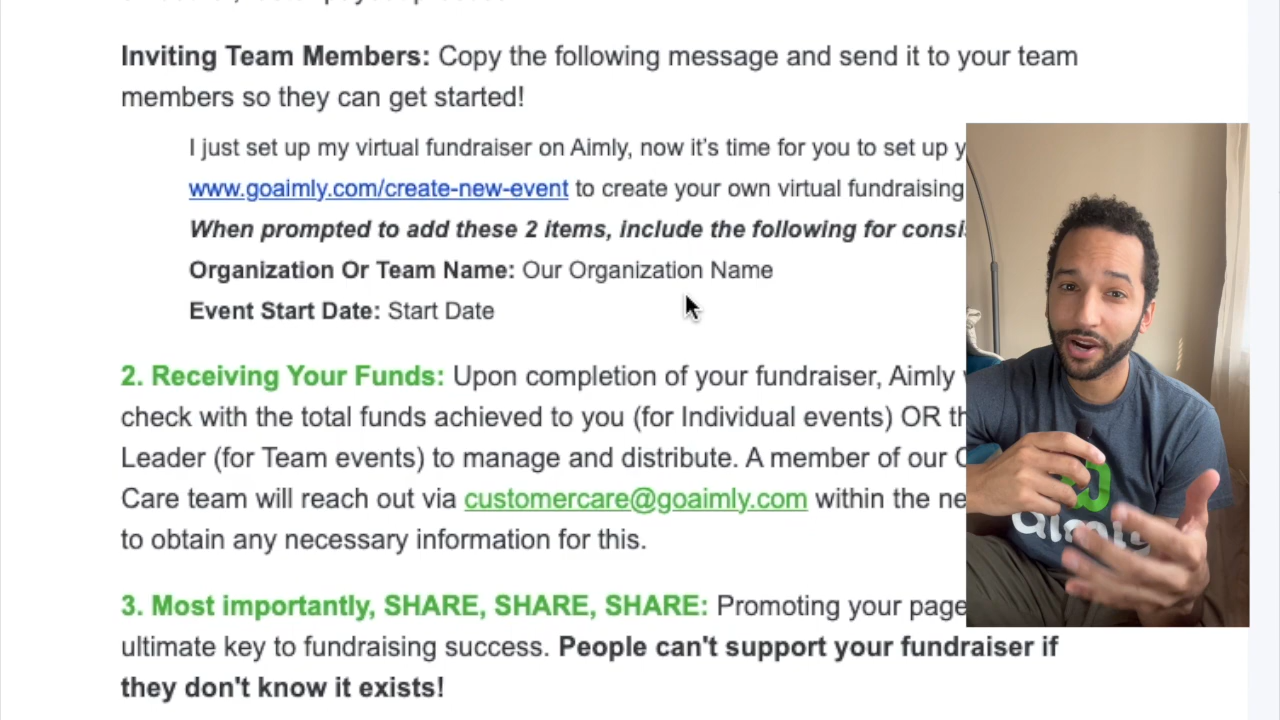 Inviting Team Members: Copy the following message and send it to your team
members so they can get started!
I just set up my virtual fundraiser on Aimly, now it's time for you to set up
www.goaimly.com/create-new-event to create your own virtual fundraising
When prompted to add these 2 items, include the following for
Organization Or Team Name: Our Organization Name
Event Start Date: Start Date
2. Receiving Your Funds: Upon completion of your fundraiser, Aimly
check with the total funds achieved to you (for Individual events) OR
Leader (for Team events) to manage and distribute. A member of our
Care team will reach out via customercare@goaimly.com within the
to obtain any necessary information for this.
3. Most importantly, SHARE, SHARE, SHARE: Promoting your page
ultimate key to fundraising success. People can't support your fundraiser if
they don't know it exists!
aimly